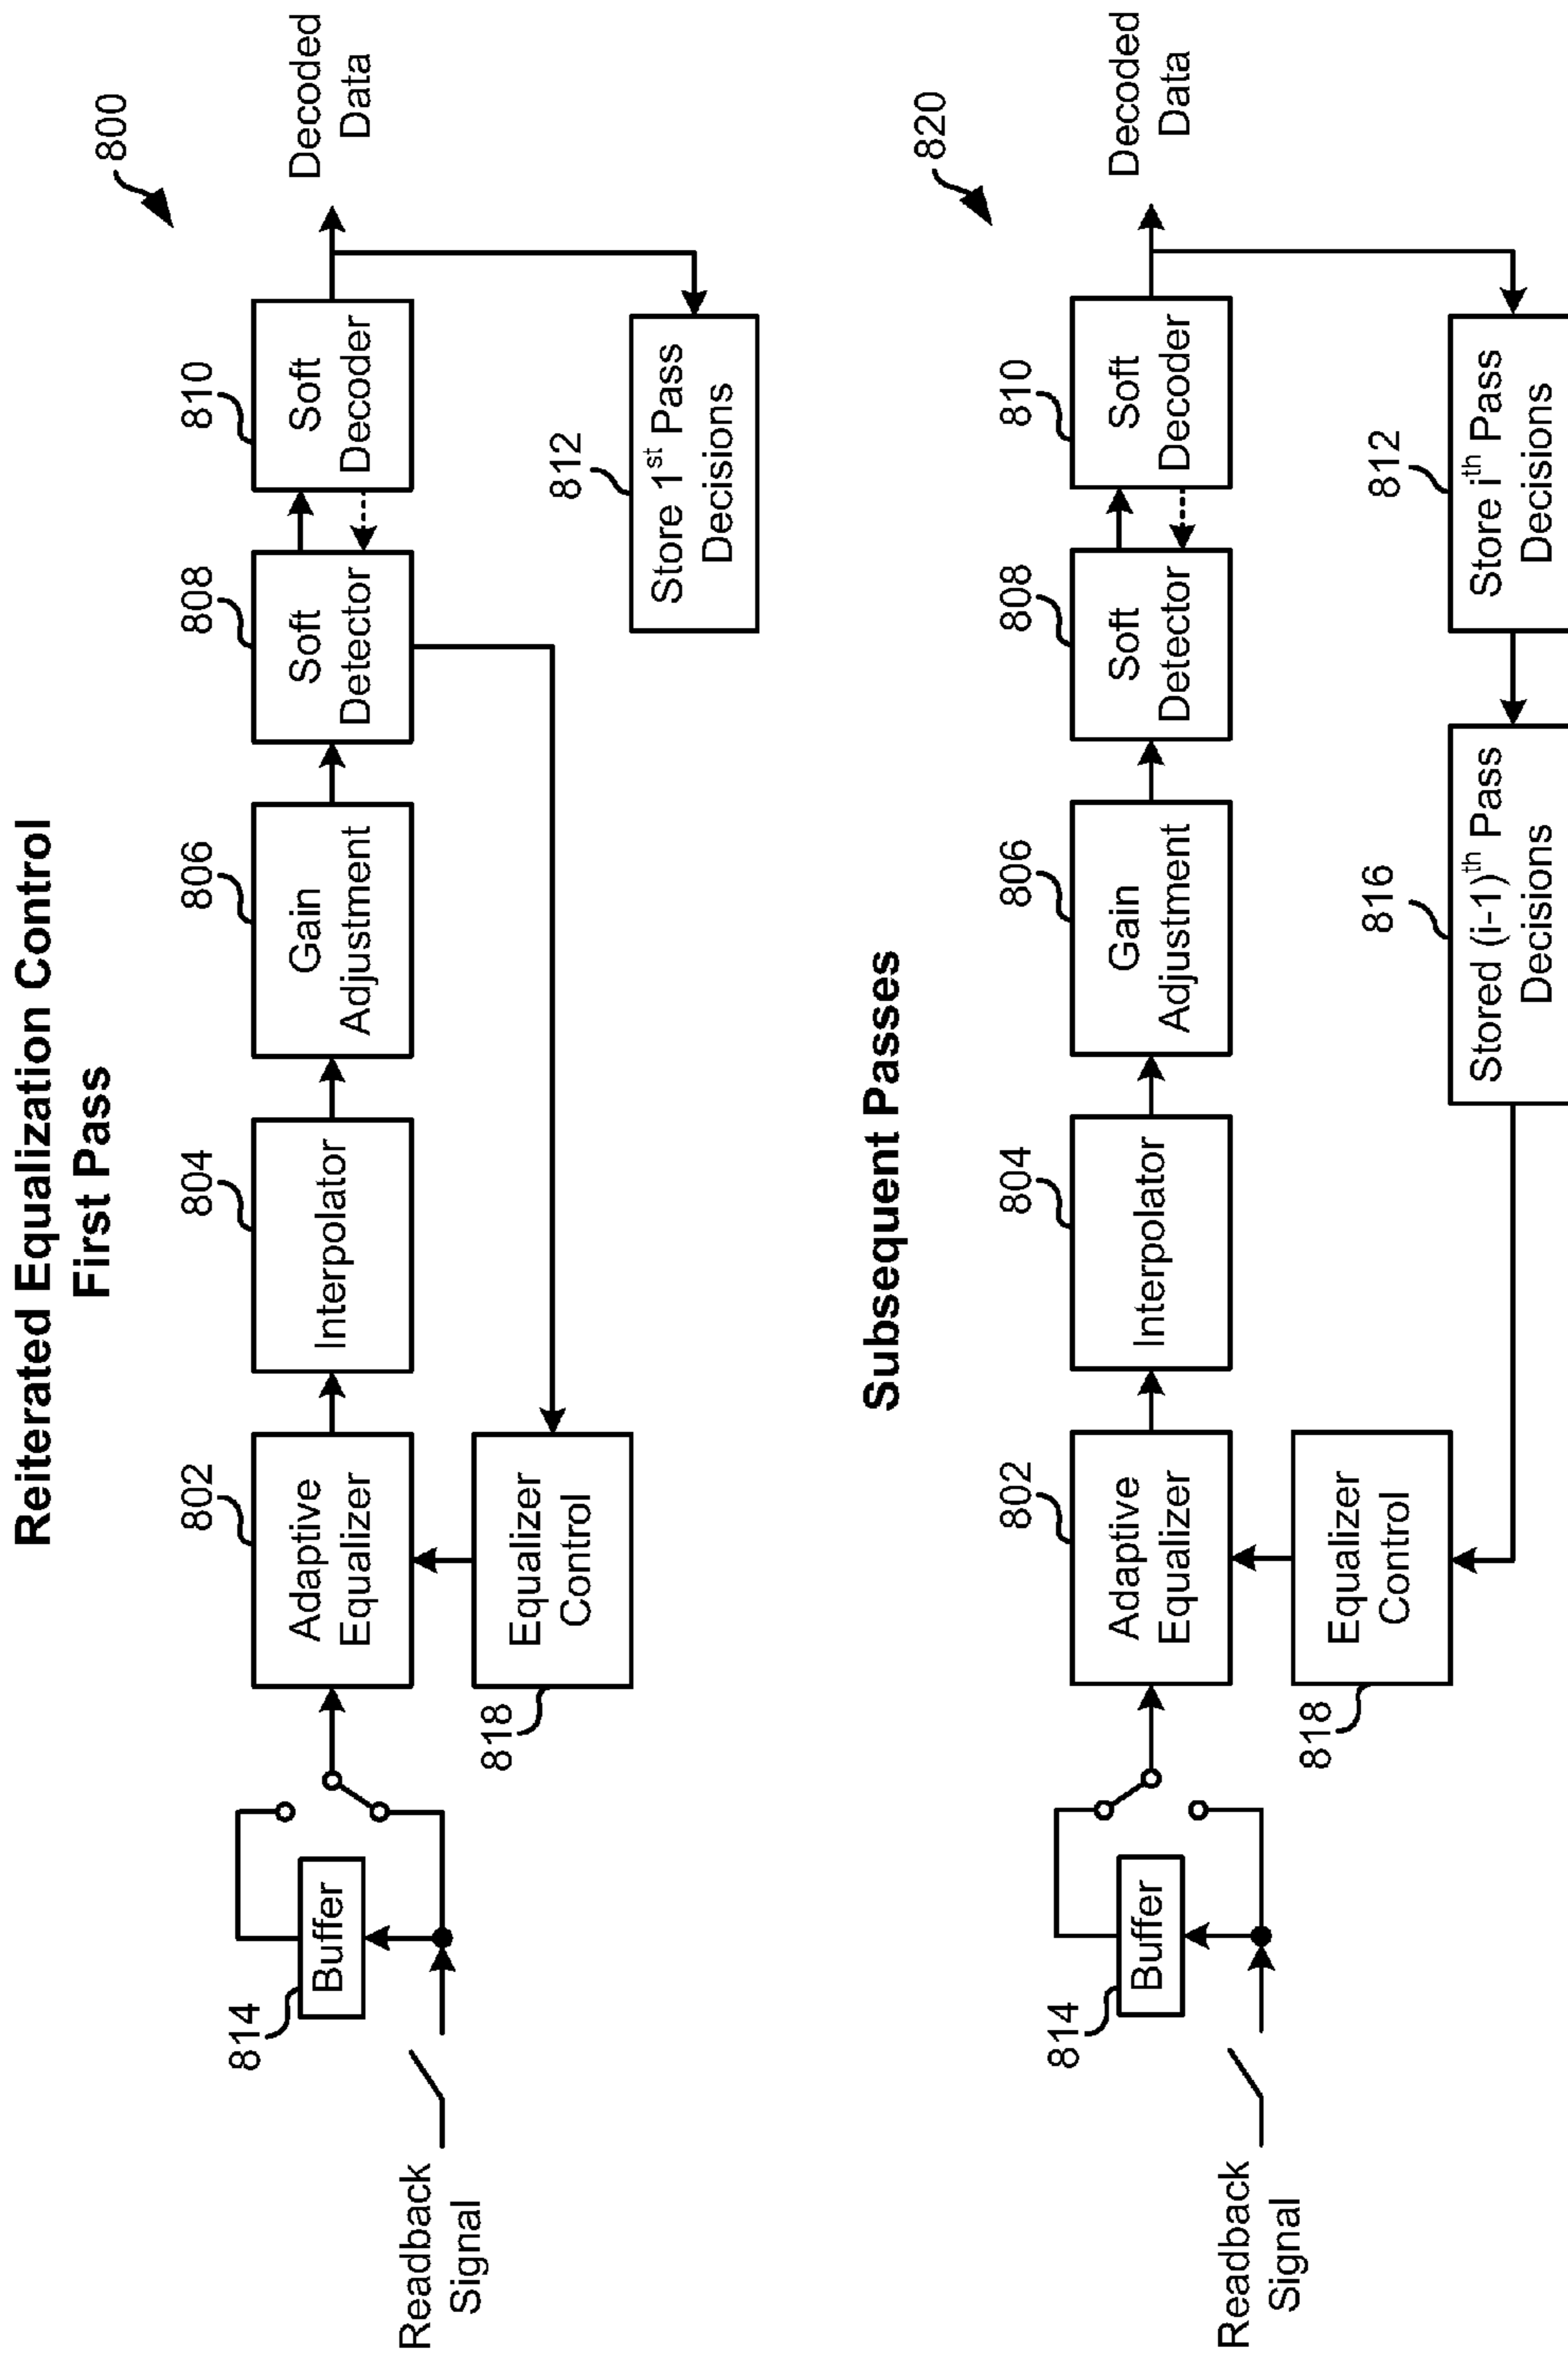 Reiterated Equalization Control
First Pass
800
Readback
Signal
814
Buffer
802
Adaptive
Equalizer
818
Equalizer
Control
804
Interpolator
806
Gain
Adjustment
808
Soft
Detector
810
Soft
Decoder
812
Store 1st Pass
Decisions
Decoded
Data
Subsequent Passes
820
Readback
Signal
814
Buffer
802
Adaptive
Equalizer
818
Equalizer
Control
804
Interpolator
806
Gain
Adjustment
808
Soft
Detector
810
Soft
Decoder
816
Stored (i-1)th Pass
Decisions
812
Store ith Pass
Decisions
Decoded
Data